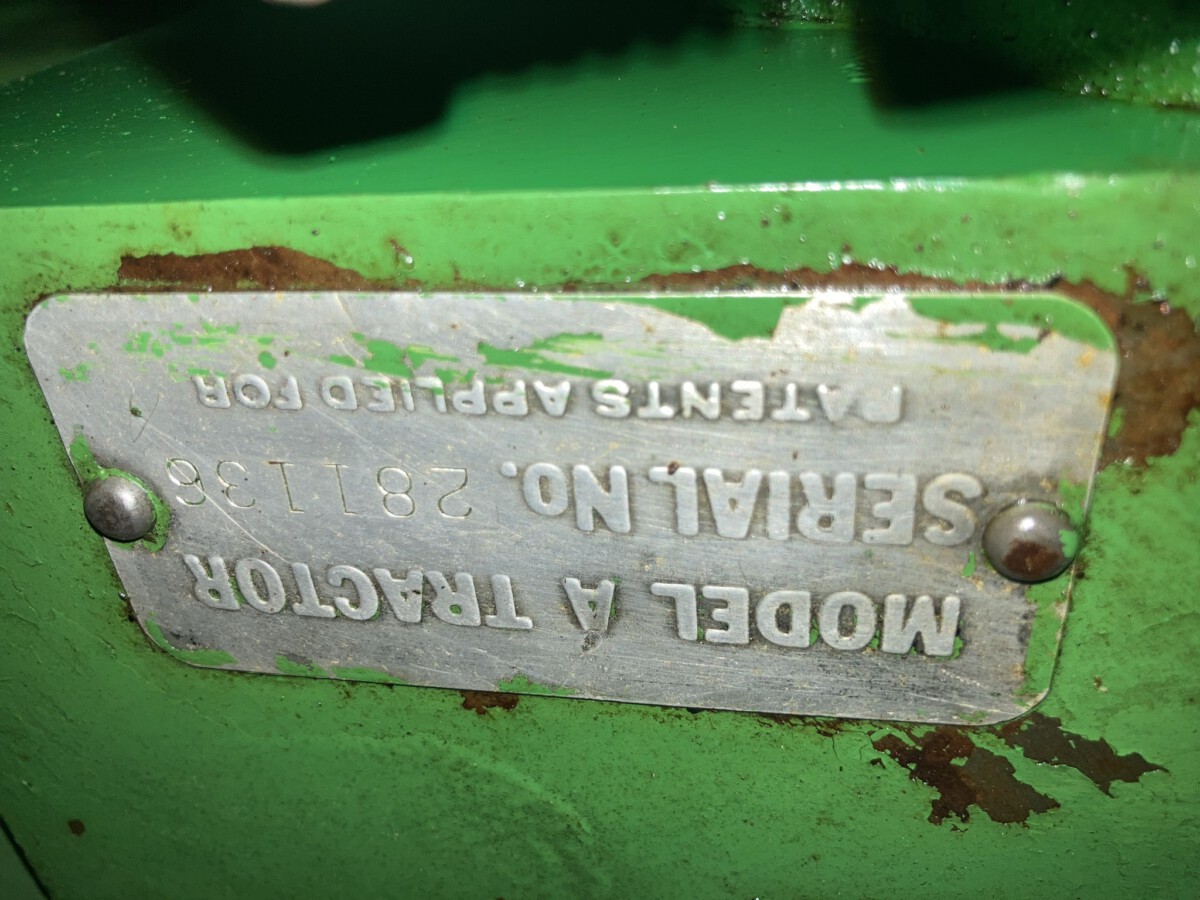 MODEL A TRACTOR
SERIAL No. 281136
PATENTS APPLIED FOR